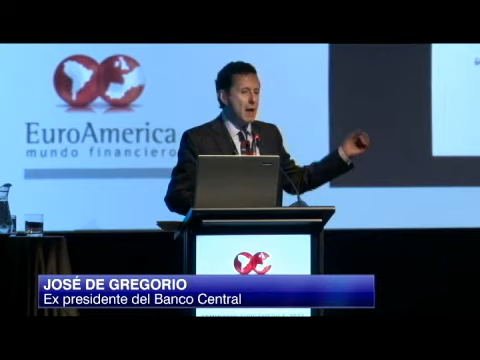 EuroAmerica
mundo financiero
JOSÉ DE GREGORIO
Ex presidente del Banco Central